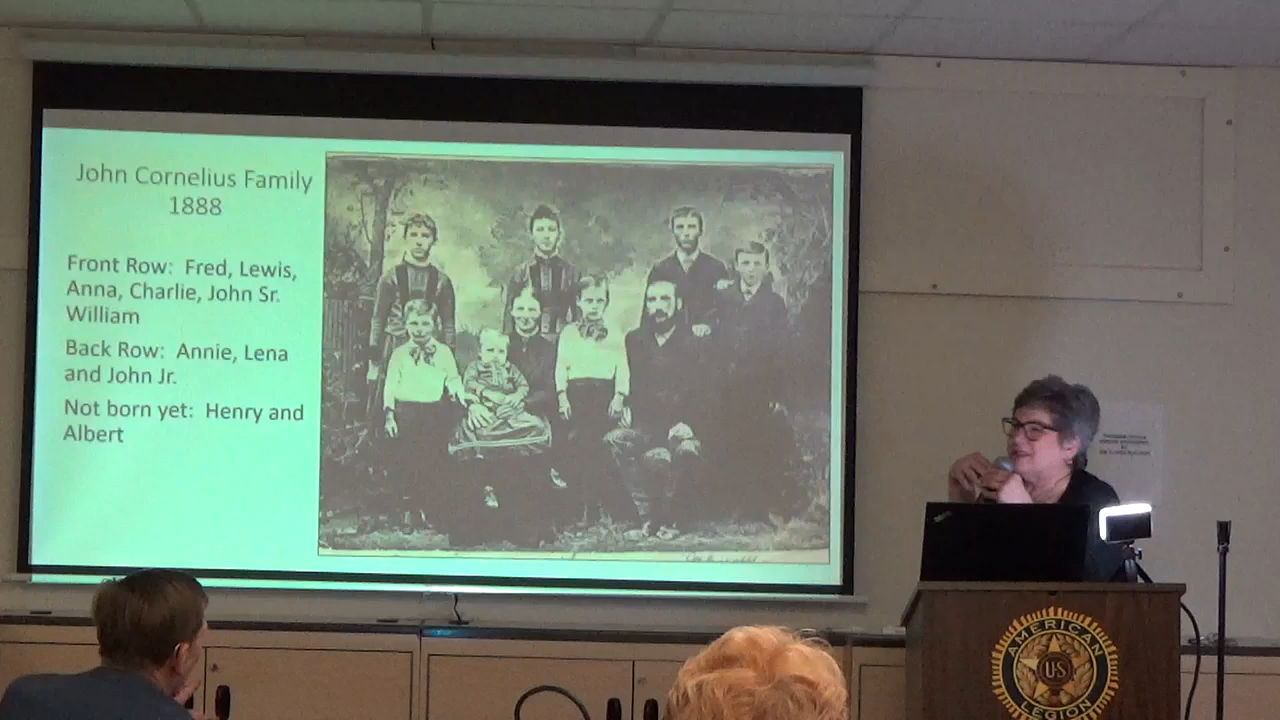 John Cornelius Family
1888
Front Row: Fred, Lewis,
Anna, Charlie, John Sr.
William
Back Row: Annie, Lena
and John Jr.
Not born yet: Henry and
Albert
AMERICAN
U·S
LEGION